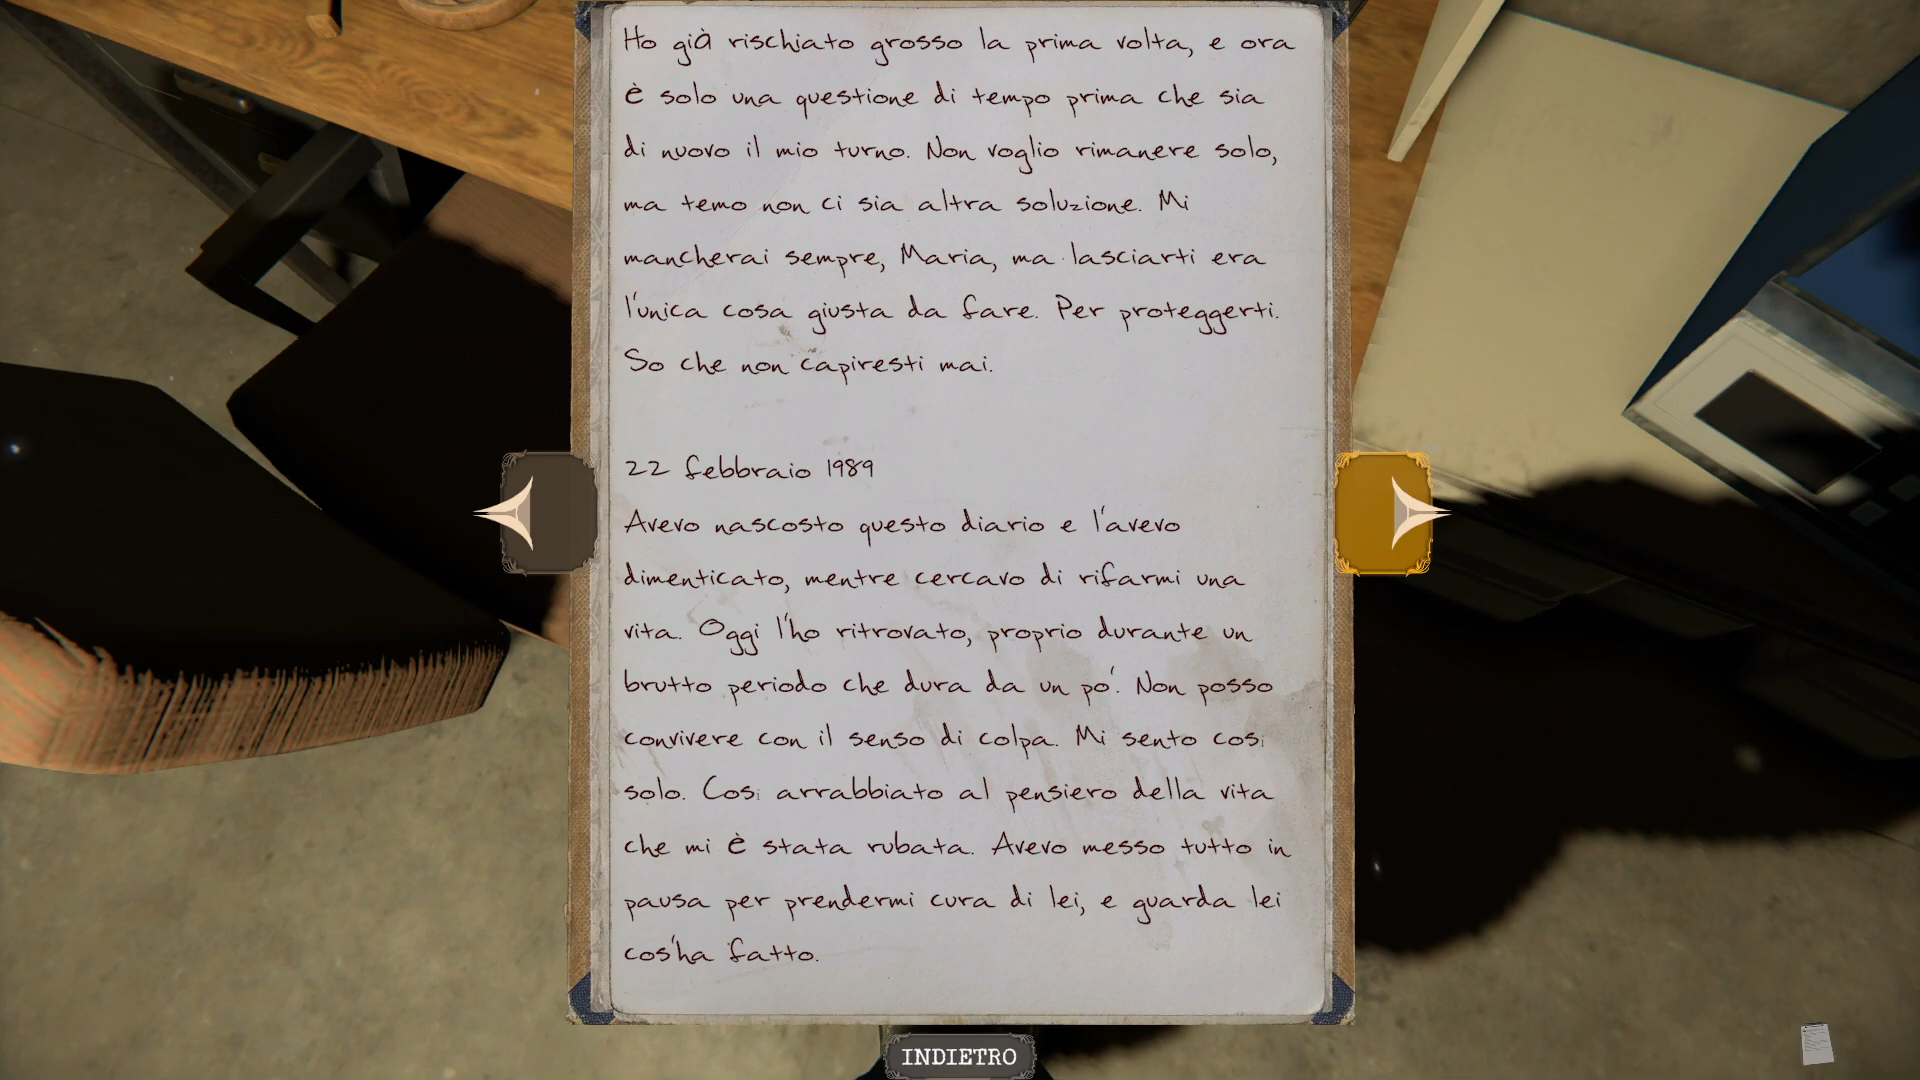 Ho già rischiato grosso la prima volta, e ora
è solo una questione di tempo prima che sia
di nuovo il mio turno. Non voglio rimanere solo,
ma temo non ci sia altra soluzione. Mi
mancherai sempre, Maria, ma lasciarti era
l'unica cosa giusta da fare. Per proteggerti.
So che non capiresti mai.
22 febbraio 1989
Avevo nascosto questo diario e l'avevo
dimenticato, mentre cercavo di rifarmi una
vita. Oggi l'ho ritrovato, proprio durante un
brutto periodo che dura da un po'. Non posso
convivere con il senso di colpa. Mi sento così
solo. Così arrabbiato al pensiero della vita
che mi è stata rubata. Avevo messo tutto in
pausa per prendermi cura di lei, e guarda lei
cos'ha fatto.
INDIETRO